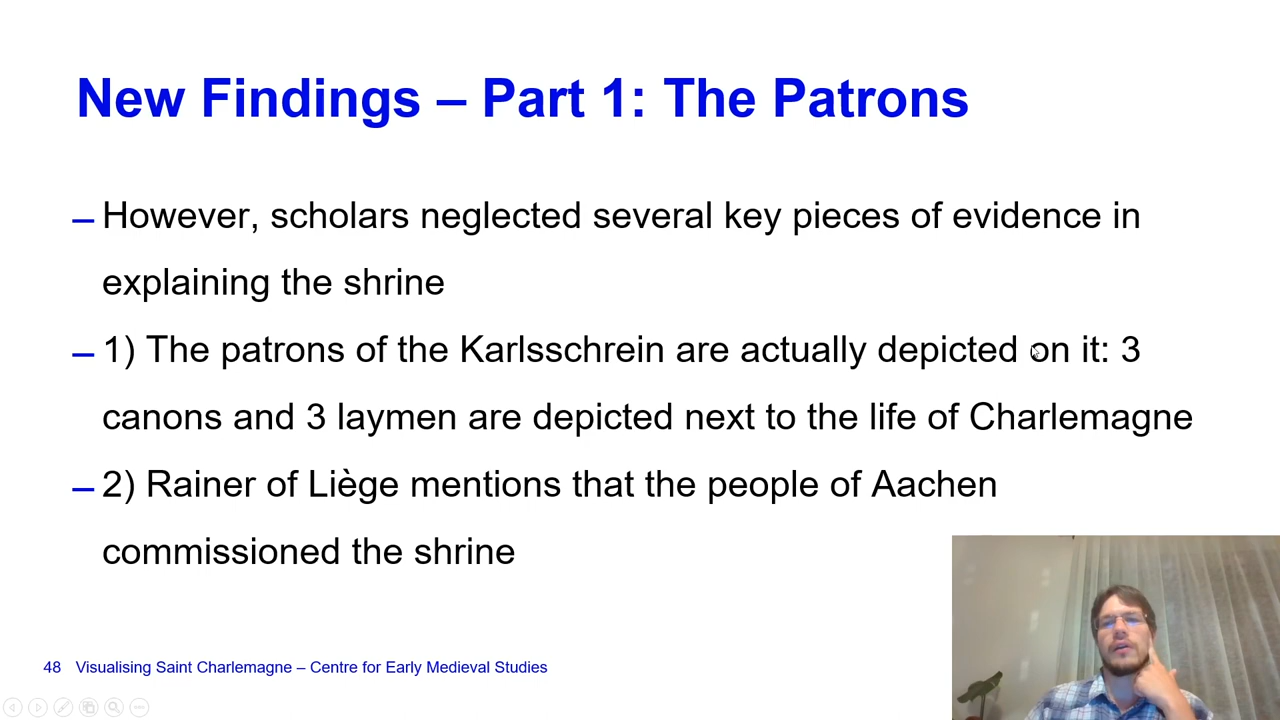 New Findings – Part 1: The Patrons
– However, scholars neglected several key pieces of evidence in
explaining the shrine
– 1) The patrons of the Karlsschrein are actually depicted on it: 3
canons and 3 laymen are depicted next to the life of Charlemagne
– 2) Rainer of Liège mentions that the people of Aachen
commissioned the shrine
48 Visualising Saint Charlemagne – Centre for Early Medieval Studies